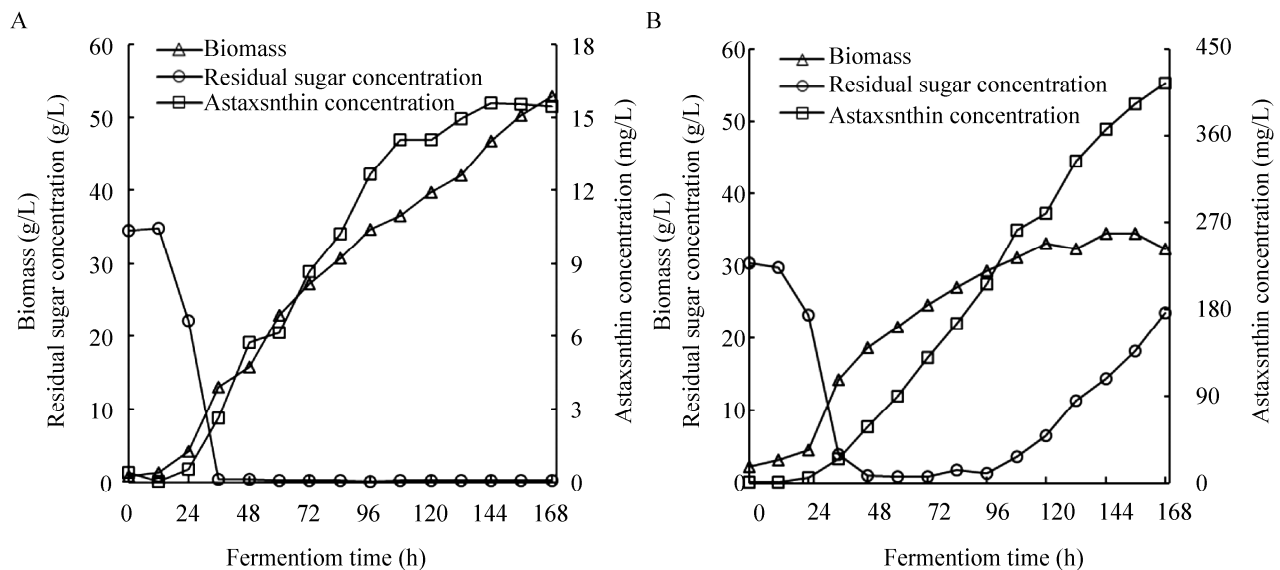 A
Biomass
Residual sugar concentration
Astaxsnthin concentration
60
50
40
30
20
10
0
18
15
12
9
6
3
0
0 24 48 72 96 120 144 168
Fermentiom time (h)
Biomass (g/L)
Residual sugar concentration (g/L)
Astaxsnthin concentration (mg/L)
B
Biomass
Residual sugar concentration
Astaxsnthin concentration
60
50
40
30
20
10
0
450
360
270
180
90
0
0 24 48 72 96 120 144 168
Fermentiom time (h)
Biomass (g/L)
Residual sugar concentration (g/L)
Astaxsnthin concentration (mg/L)